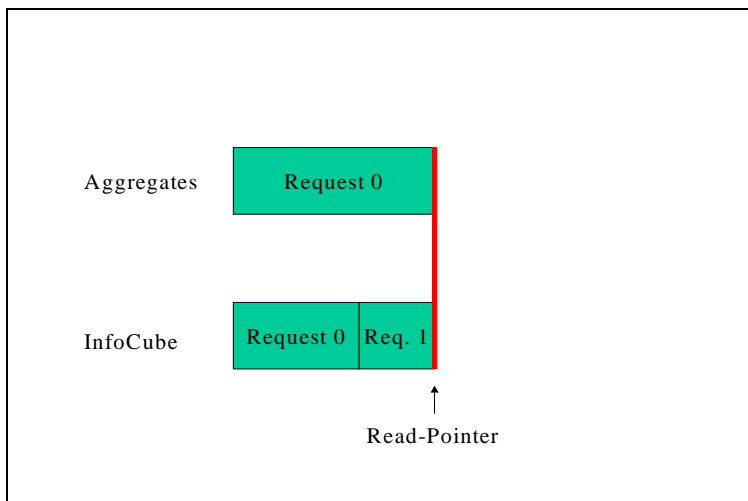 Aggregates Request 0
InfoCube Request 0 Req. 1
Read-Pointer